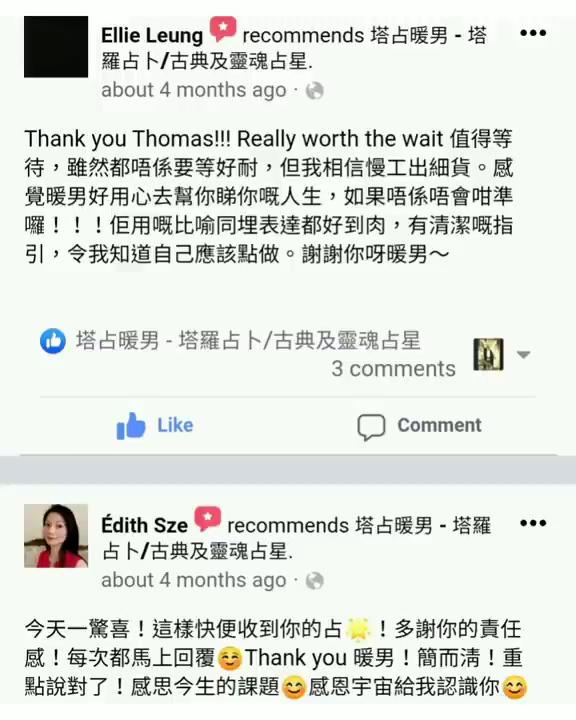 Ellie Leung recommends 塔占暖男 - 塔
羅占卜/古典及靈魂占星.
about 4 months ago ·
Thank you Thomas!!! Really worth the wait 值得等
待，雖然都唔係要等好耐，但我相信慢工出細貨。感
覺暖男好用心去幫你睇你嘅人生，如果唔係唔會咁準
囉！！！佢用嘅比喻同埋表達都好到肉，有清潔嘅指
引，令我知道自己應該點做。謝謝你呀暖男～
塔占暖男 - 塔羅占卜/古典及靈魂占星
3 comments
Like Comment
Édith Sze recommends 塔占暖男 - 塔羅
占卜/古典及靈魂占星.
about 4 months ago ·
今天一驚喜！這樣快便收到你的占🌟！多謝你的責任
感！每次都馬上回覆😊Thank you 暖男！簡而清！重
點說對了！感思今生的課題😊感恩宇宙給我認識你😊